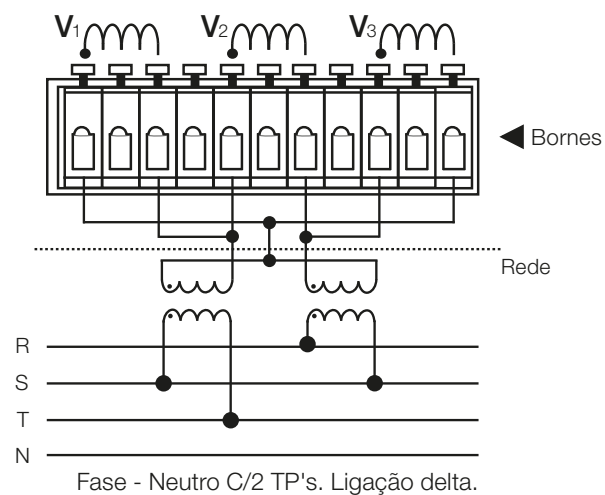 V1 V2 V3
Bornes
Rede
R
S
T
N
Fase - Neutro C/2 TP's. Ligação delta.